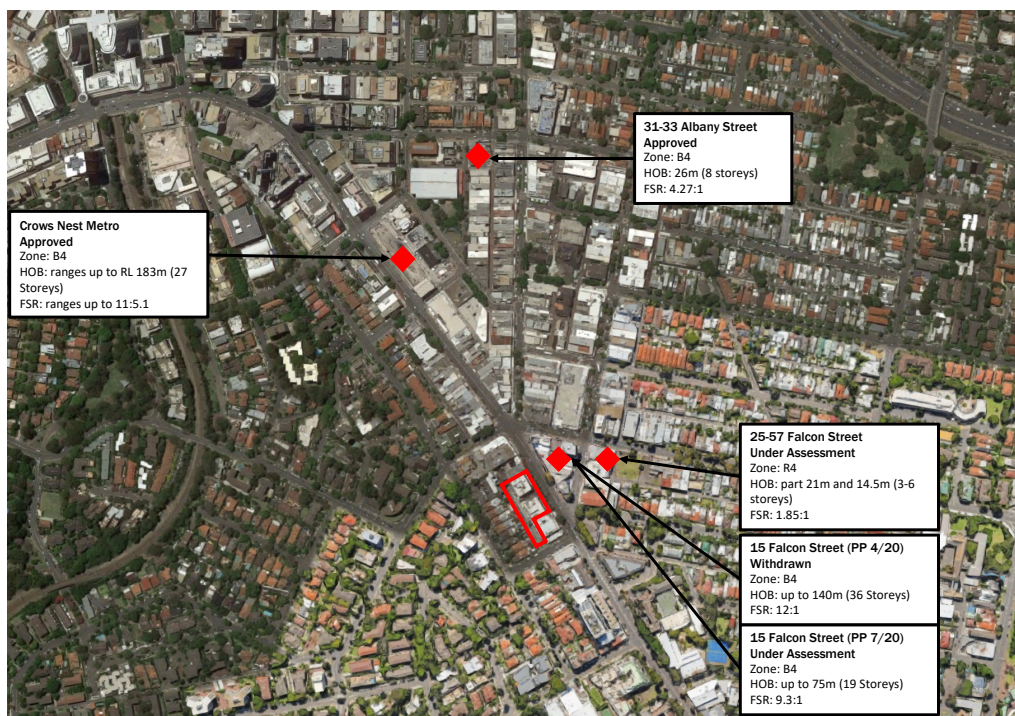 31-33 Albany Street
Approved
Zone: B4
HOB: 26m (8 storeys)
FSR: 4.27:1
Crows Nest Metro
Approved
Zone: B4
HOB: ranges up to RL 183m (27
Storeys)
FSR: ranges up to 11:5.1
25-57 Falcon Street
Under Assessment
Zone: R4
HOB: part 21m and 14.5m (3-6
storeys)
FSR: 1.85:1
15 Falcon Street (PP 4/20)
Withdrawn
Zone: B4
HOB: up to 140m (36 Storeys)
FSR: 12:1
15 Falcon Street (PP 7/20)
Under Assessment
Zone: B4
HOB: up to 75m (19 Storeys)
FSR: 9.3:1